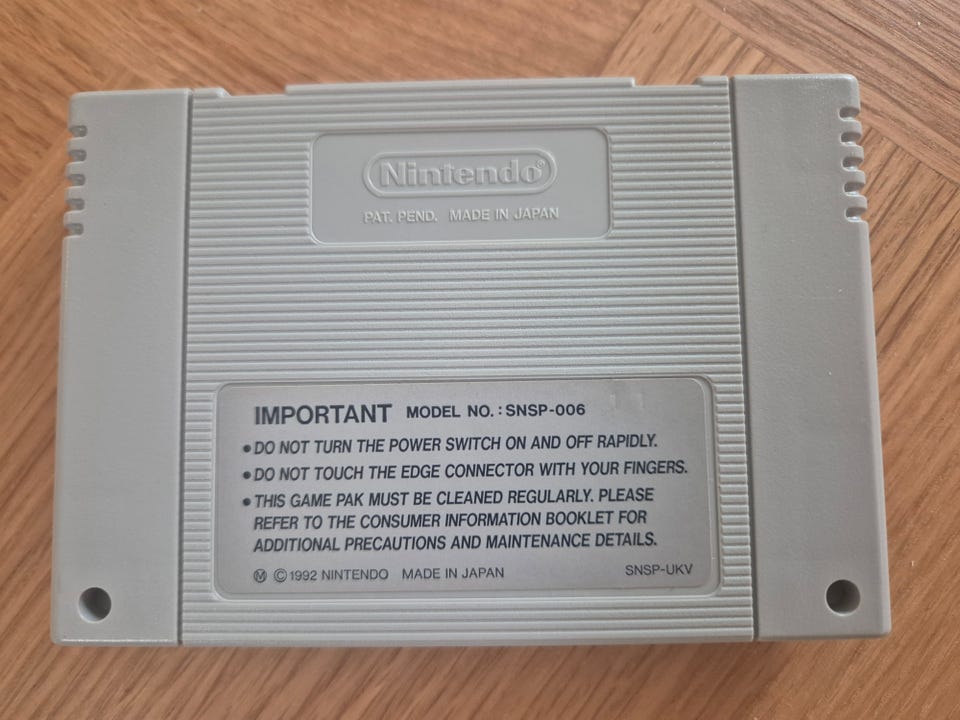 Nintendo®
PAT. PEND. MADE IN JAPAN
IMPORTANT MODEL NO.: SNSP-006
• DO NOT TURN THE POWER SWITCH ON AND OFF RAPIDLY.
• DO NOT TOUCH THE EDGE CONNECTOR WITH YOUR FINGERS.
• THIS GAME PAK MUST BE CLEANED REGULARLY. PLEASE
REFER TO THE CONSUMER INFORMATION BOOKLET FOR
ADDITIONAL PRECAUTIONS AND MAINTENANCE DETAILS.
Ⓜ ©1992 NINTENDO MADE IN JAPAN SNSP-UKV